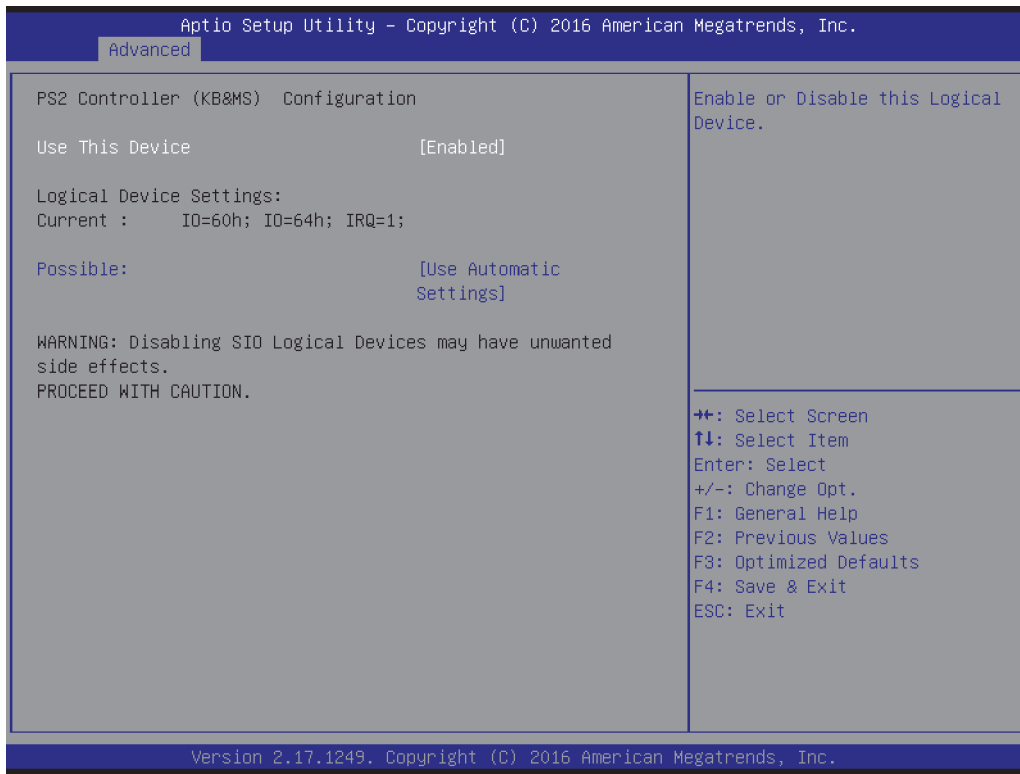 Aptio Setup Utility – Copyright (C) 2016 American Megatrends, Inc.
Advanced
PS2 Controller (KB&MS) Configuration
Use This Device [Enabled]
Logical Device Settings:
Current : IO=60h; IO=64h; IRQ=1;
Possible: [Use Automatic
Settings]
WARNING: Disabling SIO Logical Devices may have unwanted
side effects.
PROCEED WITH CAUTION.
Enable or Disable this Logical
Device.
→←: Select Screen
↑↓: Select Item
Enter: Select
+/-: Change Opt.
F1: General Help
F2: Previous Values
F3: Optimized Defaults
F4: Save & Exit
ESC: Exit
Version 2.17.1249. Copyright (C) 2016 American Megatrends, Inc.